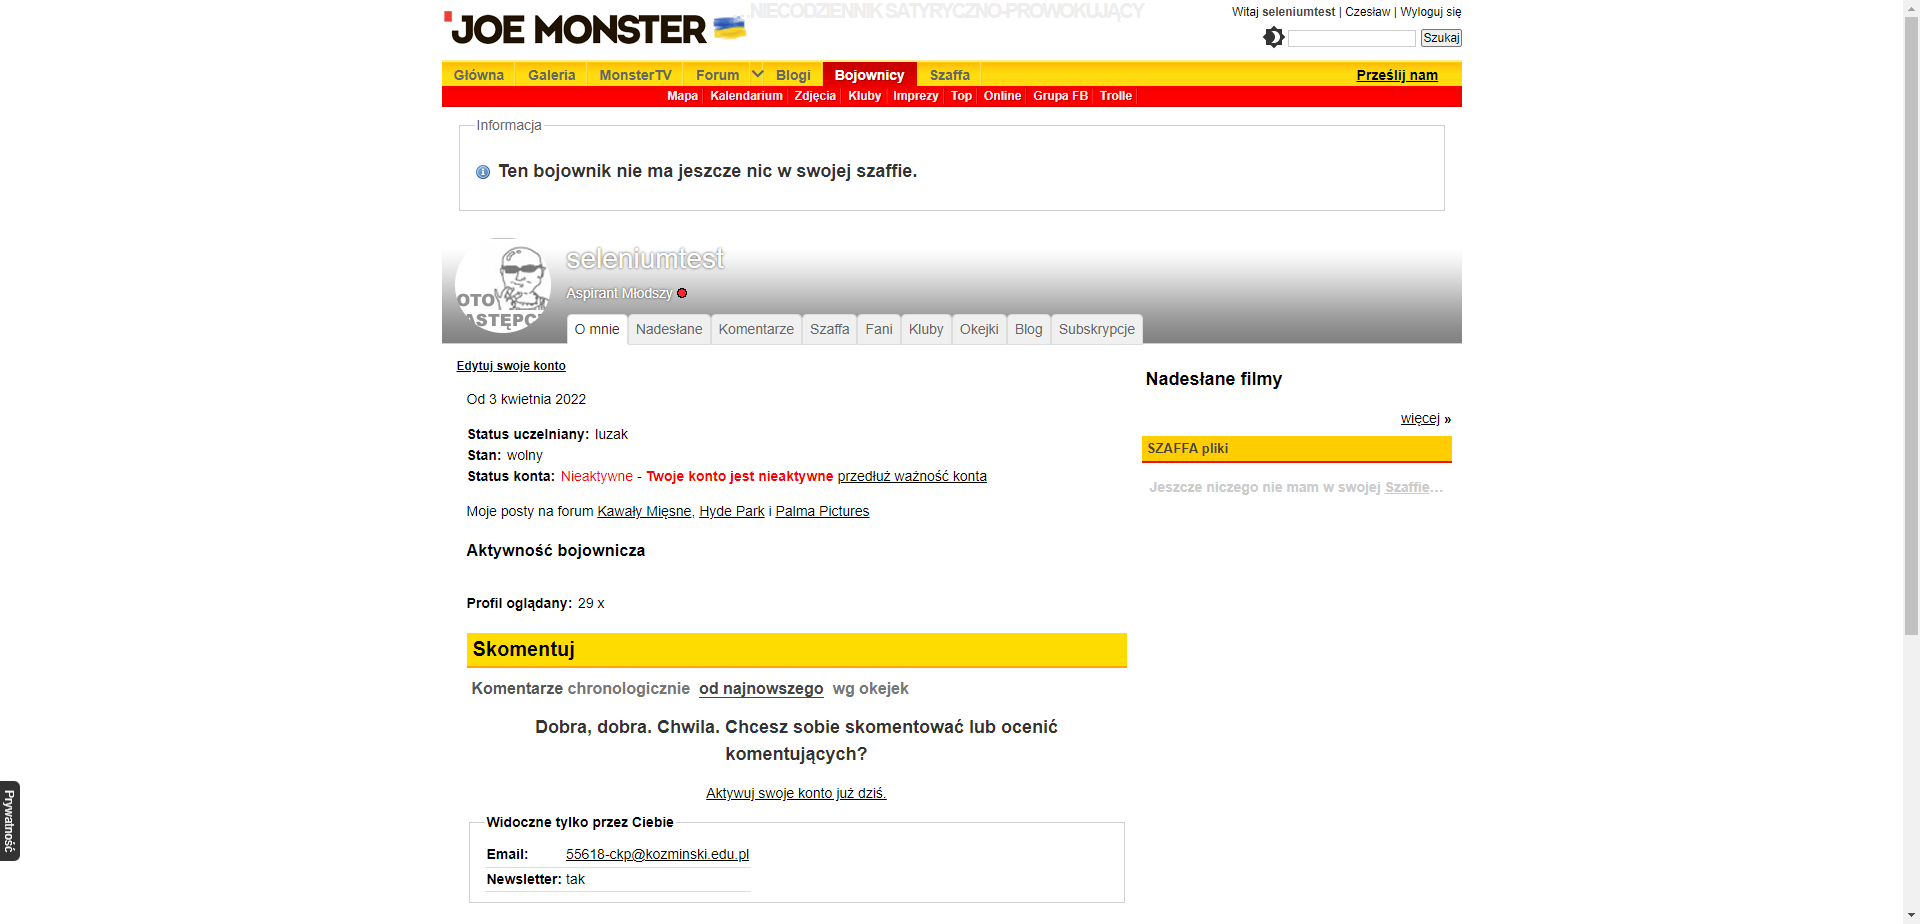 JOE MONSTER
NIECODZIENNIK SATYRYCZNO-PROWOKUJĄCY
Witaj seleniumtest | Czesław | Wyloguj się
Szukaj
Główna Galeria MonsterTV Forum Blogi Bojownicy Szaffa Prześlij nam
Mapa Kalendarium Zdjęcia Kluby Imprezy Top Online Grupa FB Trolle
Informacja
Ten bojownik nie ma jeszcze nic w swojej szaffie.
seleniumtest
Aspirant Młodszy
OTO
ASTĘPC
O mnie Nadesłane Komentarze Szaffa Fani Kluby Okejki Blog Subskrypcje
Edytuj swoje konto
Od 3 kwietnia 2022
Status uczelniany: luzak
Stan: wolny
Status konta: Nieaktywne - Twoje konto jest nieaktywne przedłuż ważność konta
Moje posty na forum Kawały Mięsne, Hyde Park i Palma Pictures
Aktywność bojownicza
Profil oglądany: 29 x
Skomentuj
Komentarze chronologicznie od najnowszego wg okejek
Dobra, dobra. Chwila. Chcesz sobie skomentować lub ocenić
komentujących?
Aktywuj swoje konto już dziś.
Widoczne tylko przez Ciebie
Email: 55618-ckp@kozminski.edu.pl
Newsletter: tak
Nadesłane filmy
więcej »
SZAFFA pliki
Jeszcze niczego nie mam w swojej Szaffie...
Prywatność